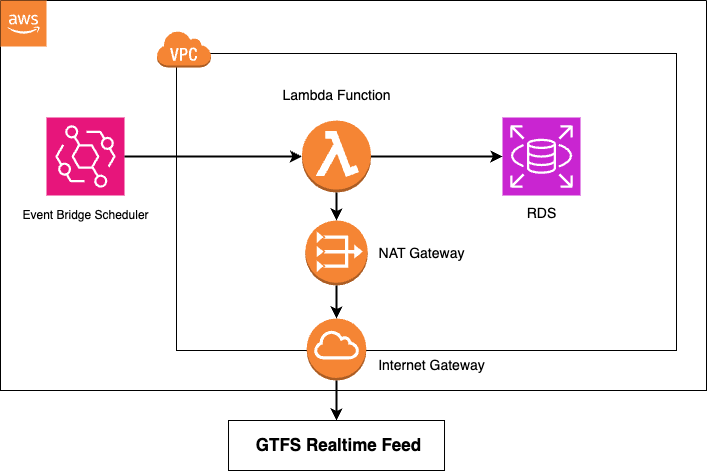 aws
VPC
Lambda Function
Event Bridge Scheduler
RDS
NAT Gateway
Internet Gateway
GTFS Realtime Feed